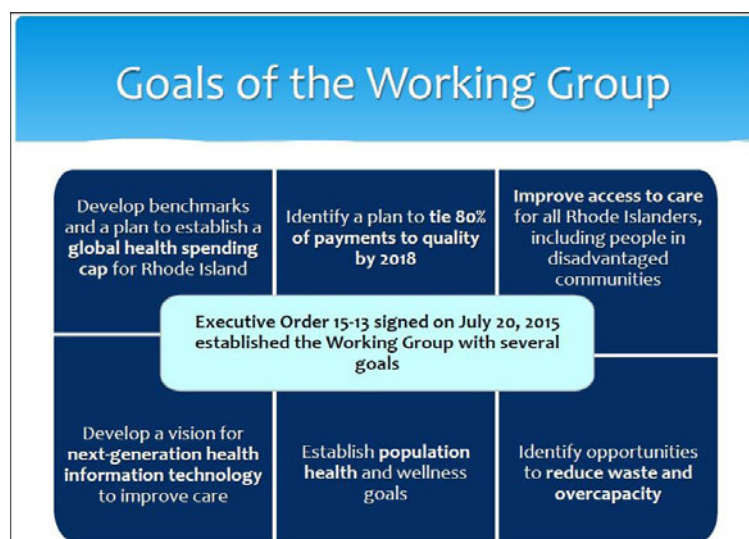 Goals of the Working Group
Develop benchmarks
and a plan to establish a
global health spending
cap for Rhode Island
Identify a plan to tie 80%
of payments to quality
by 2018
Improve access to care
for all Rhode Islanders,
including people in
disadvantaged
communities
Executive Order 15-13 signed on July 20, 2015
established the Working Group with several
goals
Develop a vision for
next-generation health
information technology
to improve care
Establish population
health and wellness
goals
Identify opportunities
to reduce waste and
overcapacity